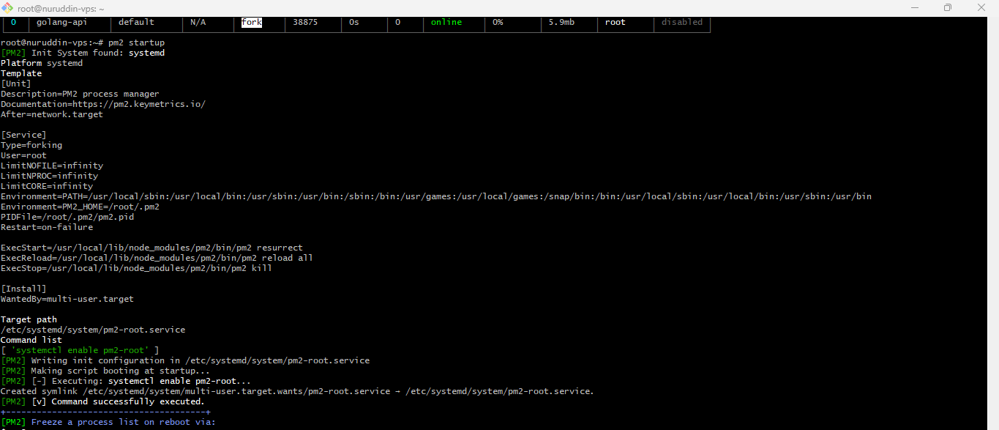 root@nuruddin-vps: ~
0 golang-api default N/A fork 38875 0s 0 online 0% 5.9mb root disabled
root@nuruddin-vps:~# pm2 startup
[PM2] Init System found: systemd
Platform systemd
Template
[Unit]
Description=PM2 process manager
Documentation=https://pm2.keymetrics.io/
After=network.target
[Service]
Type=forking
User=root
LimitNOFILE=infinity
LimitNPROC=infinity
LimitCORE=infinity
Environment=PATH=/usr/local/sbin:/usr/local/bin:/usr/sbin:/usr/bin:/sbin:/bin:/usr/games:/usr/local/games:/snap/bin:/bin:/usr/local/sbin:/usr/local/bin:/usr/sbin:/usr/bin
Environment=PM2_HOME=/root/.pm2
PIDFile=/root/.pm2/pm2.pid
Restart=on-failure
ExecStart=/usr/local/lib/node_modules/pm2/bin/pm2 resurrect
ExecReload=/usr/local/lib/node_modules/pm2/bin/pm2 reload all
ExecStop=/usr/local/lib/node_modules/pm2/bin/pm2 kill
[Install]
WantedBy=multi-user.target
Target path
/etc/systemd/system/pm2-root.service
Command list
[ 'systemctl enable pm2-root' ]
[PM2] Writing init configuration in /etc/systemd/system/pm2-root.service
[PM2] Making script booting at startup...
[PM2] [-] Executing: systemctl enable pm2-root...
Created symlink /etc/systemd/system/multi-user.target.wants/pm2-root.service → /etc/systemd/system/pm2-root.service.
[PM2] [v] Command successfully executed.
+---------------------------------------+
[PM2] Freeze a process list on reboot via: